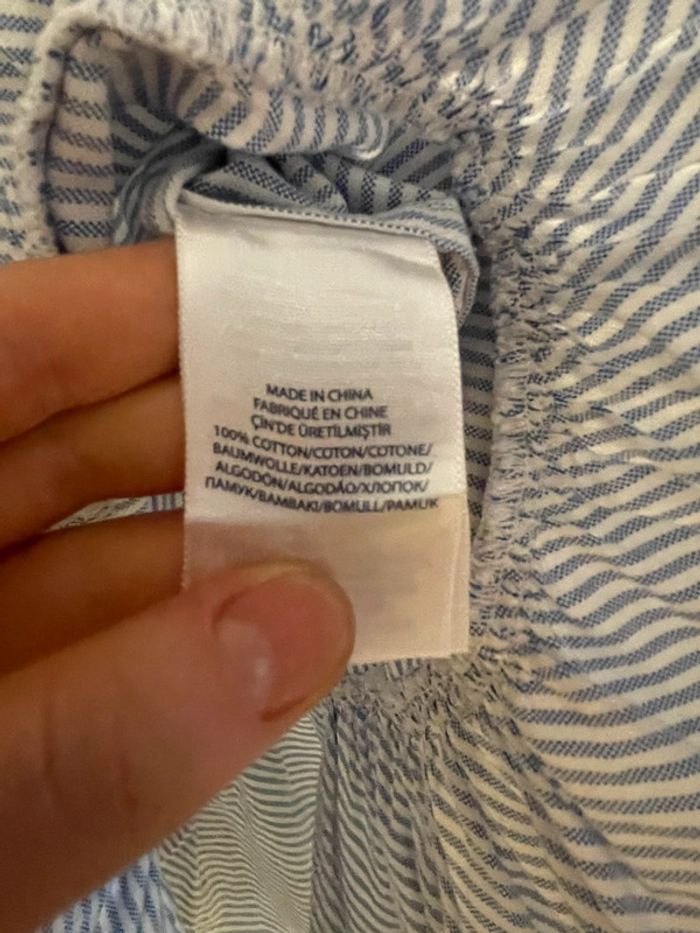 MADE IN CHINA
FABRIQUÉ EN CHINE
ÇİN'DE ÜRETİLMİŞTİR
100% COTTON/COTON/COTONE/
BAUMWOLLE/KATOEN/BOMULD/
ALGODÓN/ALGODÃO/ХЛОПОК/
ПАМУК/BAMBAKI/BOMULL/PAMUK